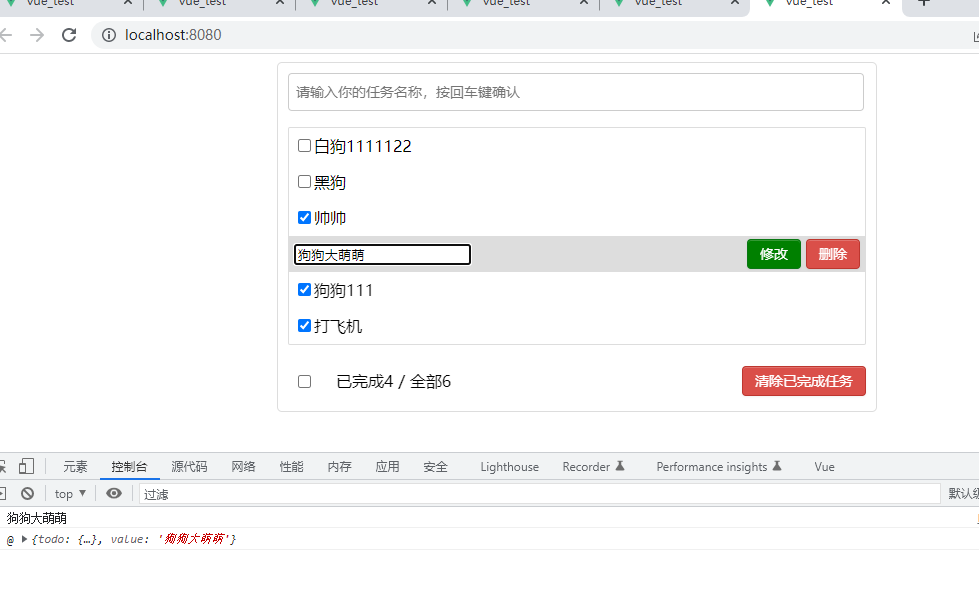 vue_test vue_test vue_test vue_test vue_test vue_test
localhost:8080
请输入你的任务名称，按回车键确认
白狗1111122
黑狗
帅帅
狗狗大萌萌 修改 删除
狗狗111
打飞机
已完成4 / 全部6 清除已完成任务
元素 控制台 源代码 网络 性能 内存 应用 安全 Lighthouse Recorder Performance insights Vue
top 过滤 默认级
狗狗大萌萌
@ {todo: {…}, value: '狗狗大萌萌'}